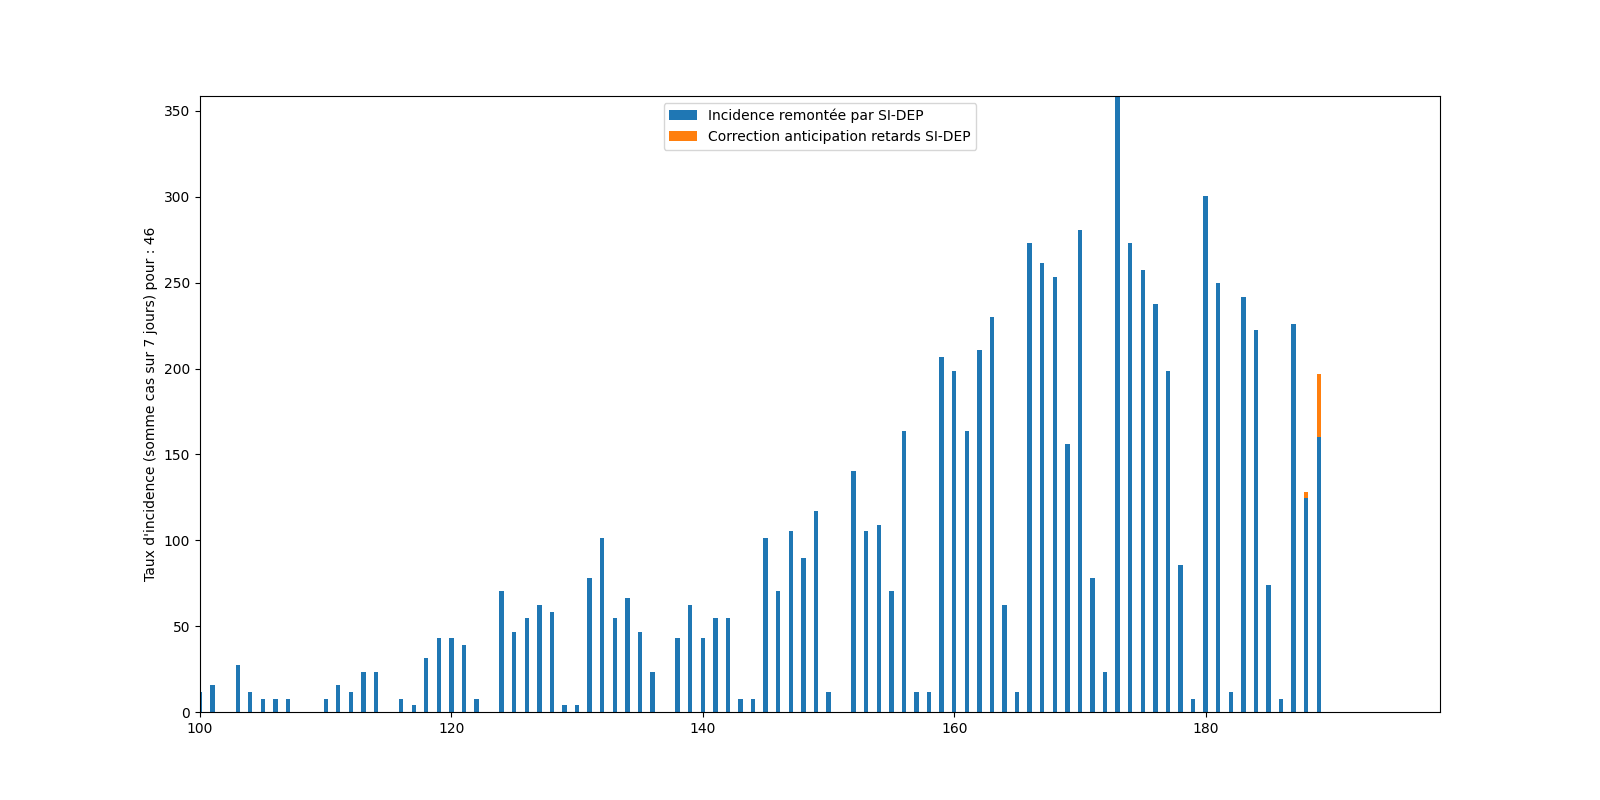 Incidence remontée par SI-DEP
Correction anticipation retards SI-DEP
Taux d'incidence (somme cas sur 7 jours) pour : 46
350
300
250
200
150
100
50
0
100 120 140 160 180